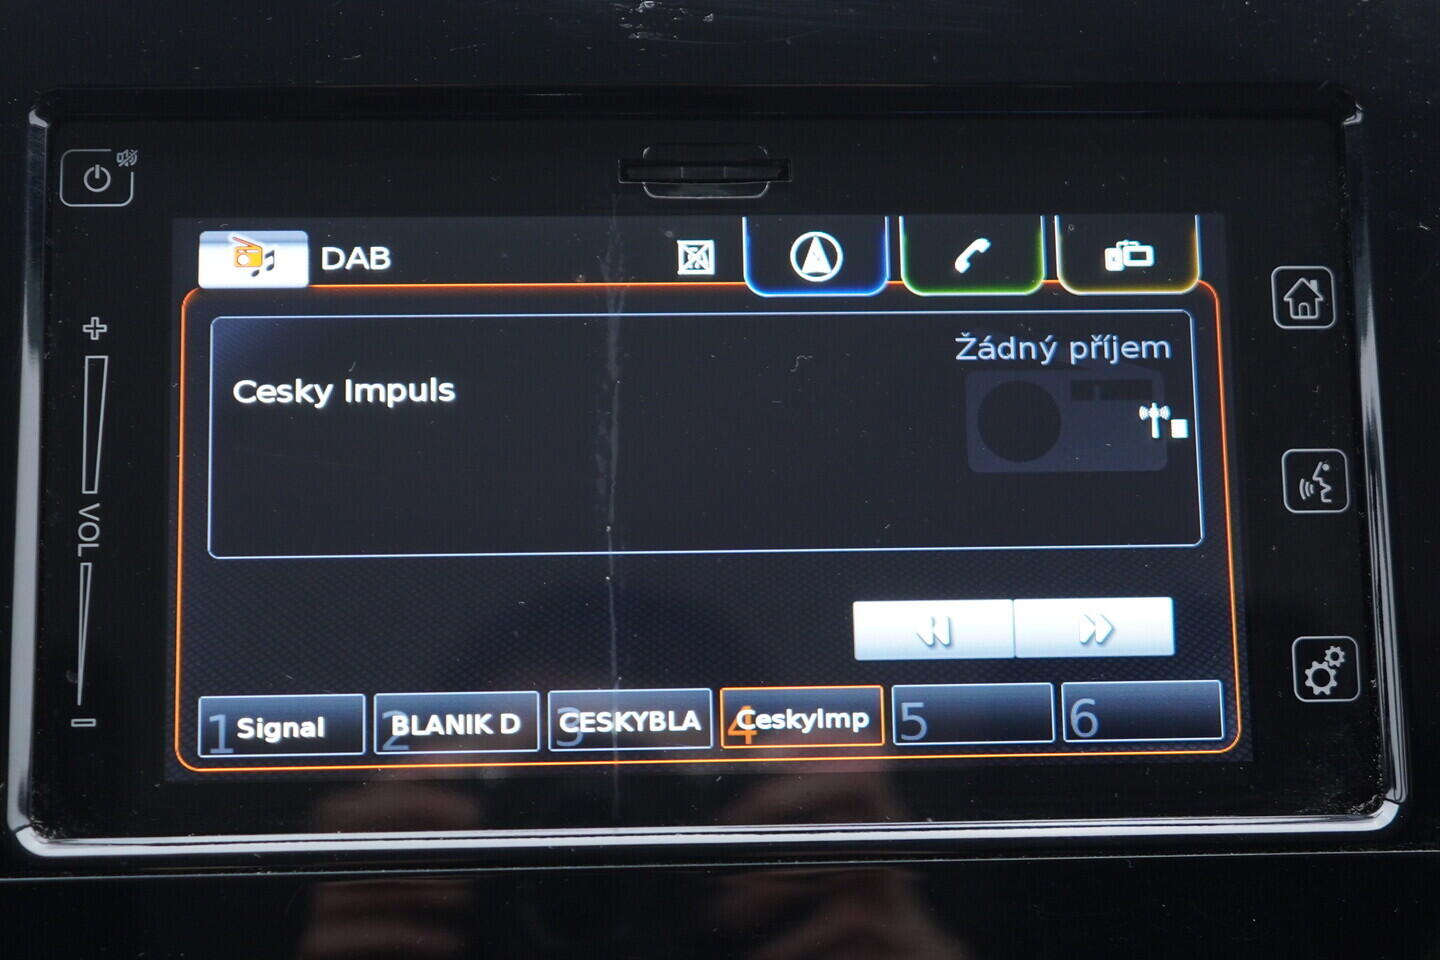 DAB
Žádný příjem
Cesky Impuls
VOL
1 Signal
2 BLANIK D
3 CESKYBLA
4 CeskyImp
5
6